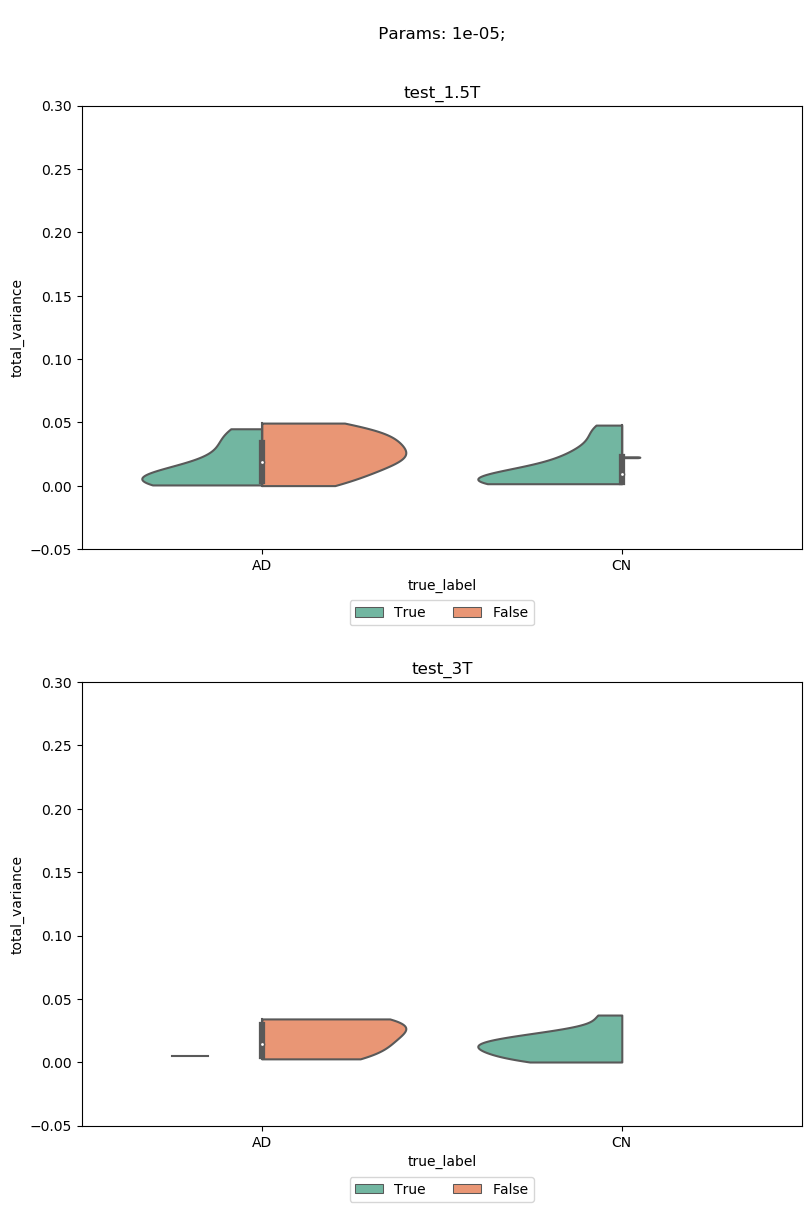 Params: 1e-05;
test_1.5T
0.30
0.25
0.20
0.15
0.10
0.05
0.00
−0.05
total_variance
AD CN
true_label
True False
test_3T
0.30
0.25
0.20
0.15
0.10
0.05
0.00
−0.05
total_variance
AD CN
true_label
True False